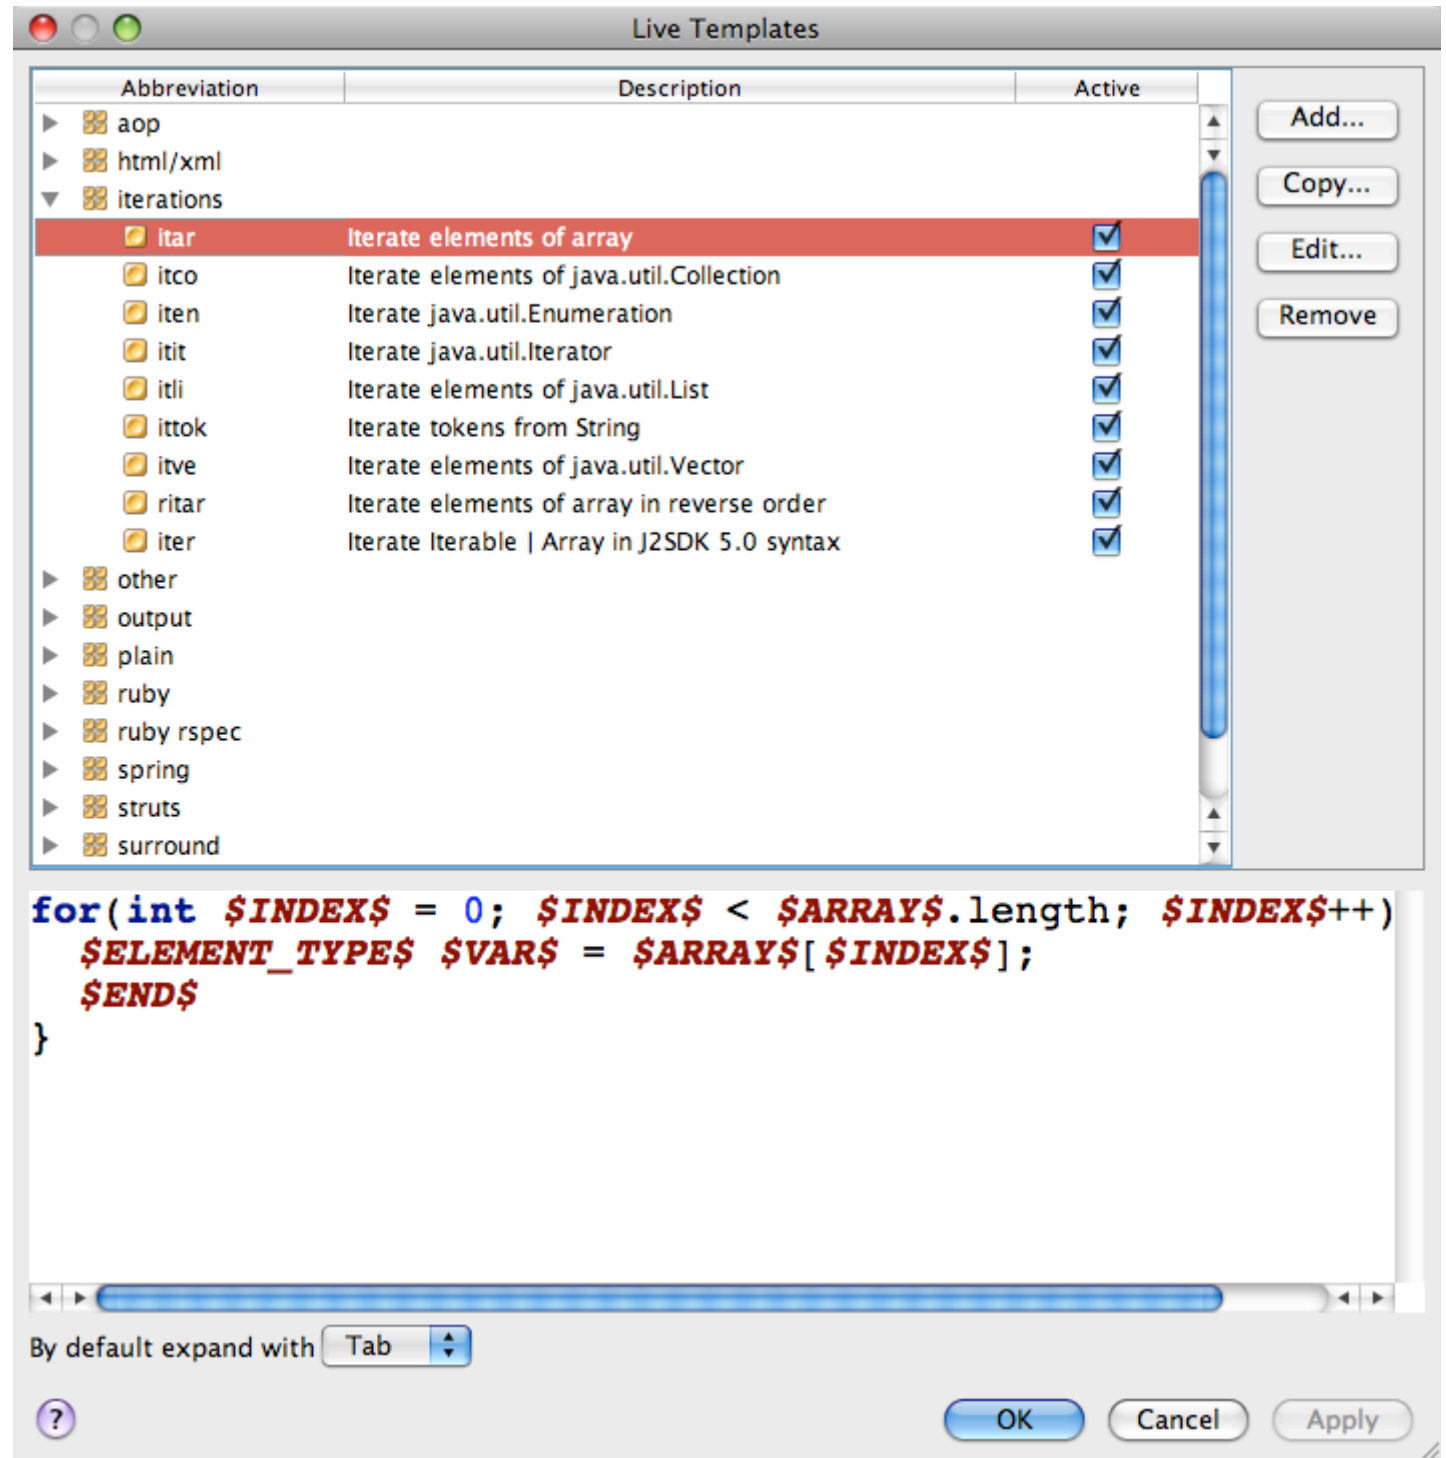 Live Templates
Abbreviation Description Active
aop
html/xml
iterations
itar Iterate elements of array
itco Iterate elements of java.util.Collection
iten Iterate java.util.Enumeration
itit Iterate java.util.Iterator
itli Iterate elements of java.util.List
ittok Iterate tokens from String
itve Iterate elements of java.util.Vector
ritar Iterate elements of array in reverse order
iter Iterate Iterable | Array in J2SDK 5.0 syntax
other
output
plain
ruby
ruby rspec
spring
struts
surround
Add...
Copy...
Edit...
Remove
for(int $INDEX$ = 0; $INDEX$ < $ARRAY$.length; $INDEX$++)
$ELEMENT_TYPE$ $VAR$ = $ARRAY$[$INDEX$];
$END$
}
By default expand with Tab
? OK Cancel Apply